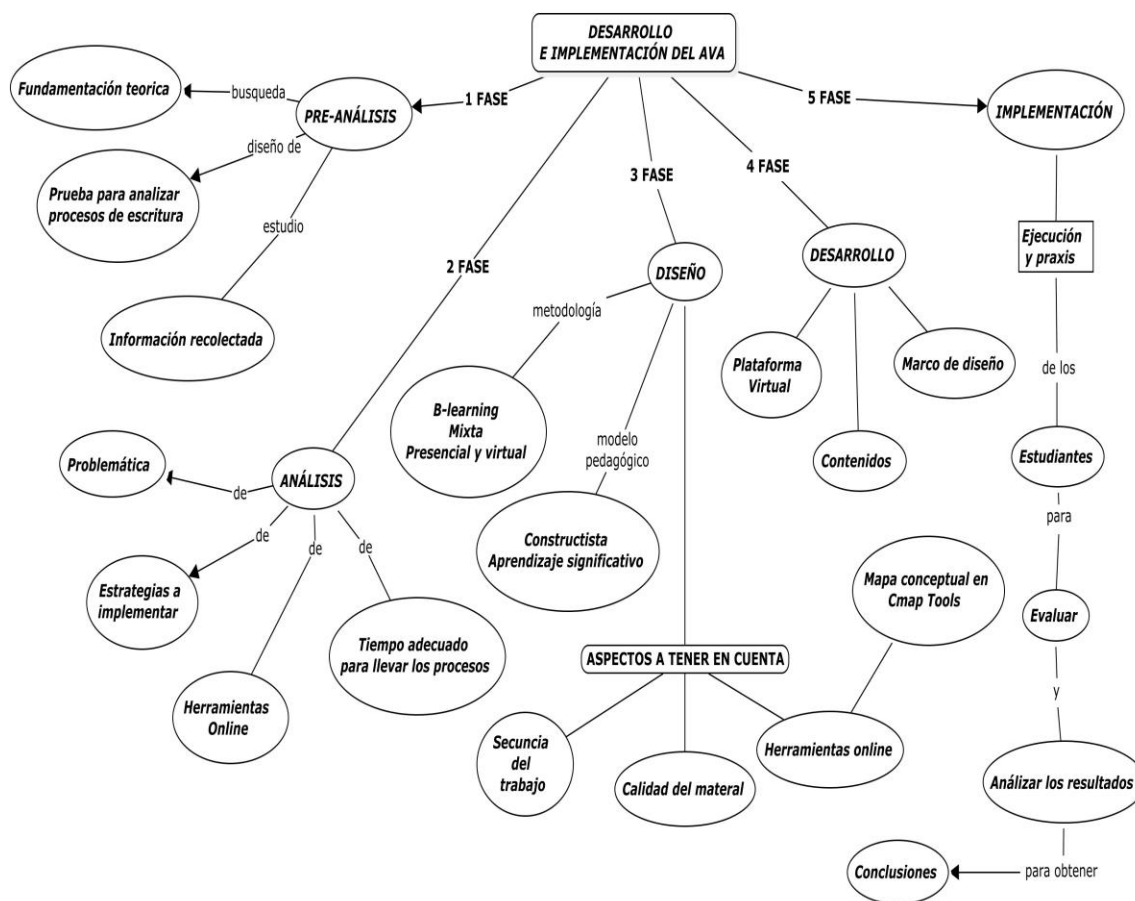 DESARROLLO
E IMPLEMENTACIÓN DEL AVA
1 FASE
PRE-ANÁLISIS
busqueda
Fundamentación teorica
diseño de
Prueba para analizar
procesos de escritura
estudio
Información recolectada
2 FASE
ANÁLISIS
de
Problemática
de
Estrategias a
implementar
de
Herramientas
Online
de
Tiempo adecuado
para llevar los procesos
3 FASE
DISEÑO
metodología
B-learning
Mixta
Presencial y virtual
modelo
pedagógico
Constructista
Aprendizaje significativo
ASPECTOS A TENER EN CUENTA
Secuncia
del
trabajo
Calidad del materal
Herramientas online
Mapa conceptual en
Cmap Tools
4 FASE
DESARROLLO
Plataforma
Virtual
Contenidos
Marco de diseño
5 FASE
IMPLEMENTACIÓN
Ejecución
y praxis
de los
Estudiantes
para
Evaluar
y
Análizar los resultados
para obtener
Conclusiones